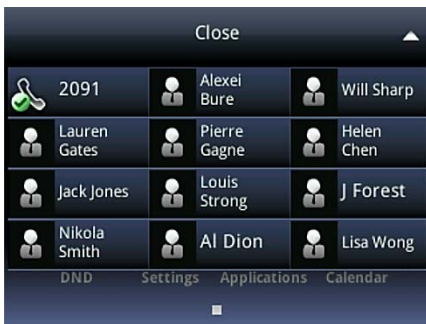 Close
2091
Alexei Bure
Will Sharp
Lauren Gates
Pierre Gagne
Helen Chen
Jack Jones
Louis Strong
J Forest
Nikola Smith
Al Dion
Lisa Wong
DND Settings Applications Calendar